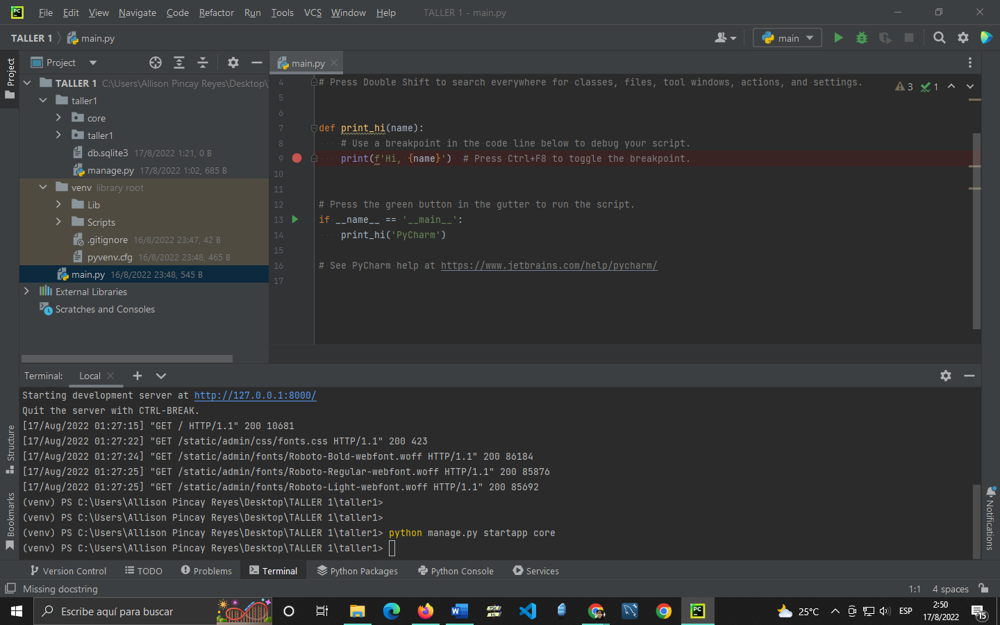 PC
File Edit View Navigate Code Refactor Run Tools VCS Window Help TALLER 1 - main.py
TALLER 1 main.py main
Project
Project
main.py
TALLER 1 C:\Users\Allison Pincay Reyes\Desktop\
taller1
core
taller1
db.sqlite3 17/8/2022 1:21, 0 B
manage.py 17/8/2022 1:02, 685 B
venv library root
Lib
Scripts
.gitignore 16/8/2022 23:47, 42 B
pyvenv.cfg 16/8/2022 23:48, 465 B
main.py 16/8/2022 23:48, 545 B
External Libraries
Scratches and Consoles
4 # Press Double Shift to search everywhere for classes, files, tool windows, actions, and settings.
3 1
5
6
7 def print_hi(name):
8 # Use a breakpoint in the code line below to debug your script.
9 print(f'Hi, {name}') # Press Ctrl+F8 to toggle the breakpoint.
10
11
12 # Press the green button in the gutter to run the script.
13 if __name__ == '__main__':
14 print_hi('PyCharm')
15
16 # See PyCharm help at https://www.jetbrains.com/help/pycharm/
17
Terminal: Local
Starting development server at http://127.0.0.1:8000/
Quit the server with CTRL-BREAK.
[17/Aug/2022 01:27:15] "GET / HTTP/1.1" 200 10681
[17/Aug/2022 01:27:22] "GET /static/admin/css/fonts.css HTTP/1.1" 200 423
[17/Aug/2022 01:27:24] "GET /static/admin/fonts/Roboto-Bold-webfont.woff HTTP/1.1" 200 86184
[17/Aug/2022 01:27:25] "GET /static/admin/fonts/Roboto-Regular-webfont.woff HTTP/1.1" 200 85876
[17/Aug/2022 01:27:25] "GET /static/admin/fonts/Roboto-Light-webfont.woff HTTP/1.1" 200 85692
(venv) PS C:\Users\Allison Pincay Reyes\Desktop\TALLER 1\taller1>
(venv) PS C:\Users\Allison Pincay Reyes\Desktop\TALLER 1\taller1>
(venv) PS C:\Users\Allison Pincay Reyes\Desktop\TALLER 1\taller1> python manage.py startapp core
(venv) PS C:\Users\Allison Pincay Reyes\Desktop\TALLER 1\taller1>
Structure
Bookmarks
Notifications
Version Control TODO Problems Terminal Python Packages Python Console Services
Missing docstring 1:1 4 spaces
Escribe aquí para buscar
25°C ESP
2:50
17/8/2022
15